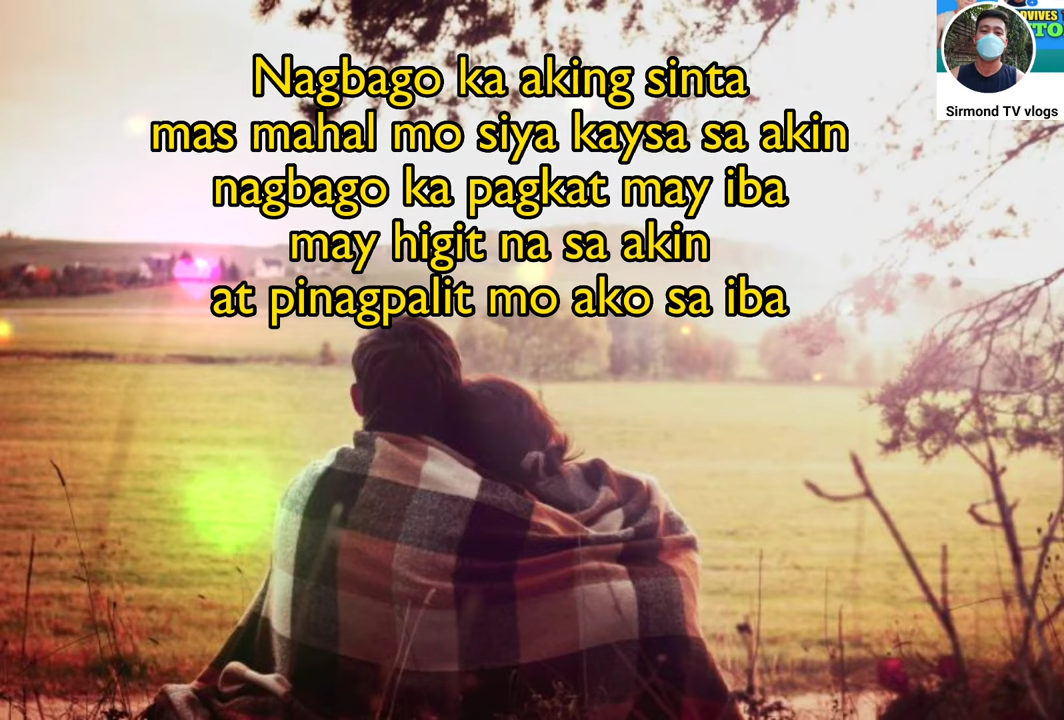 Nagbago ka aking sinta
mas mahal mo siya kaysa sa akin
nagbago ka pagkat may iba
may higit na sa akin
at pinagpalit mo ako sa iba
Sirmond TV vlogs